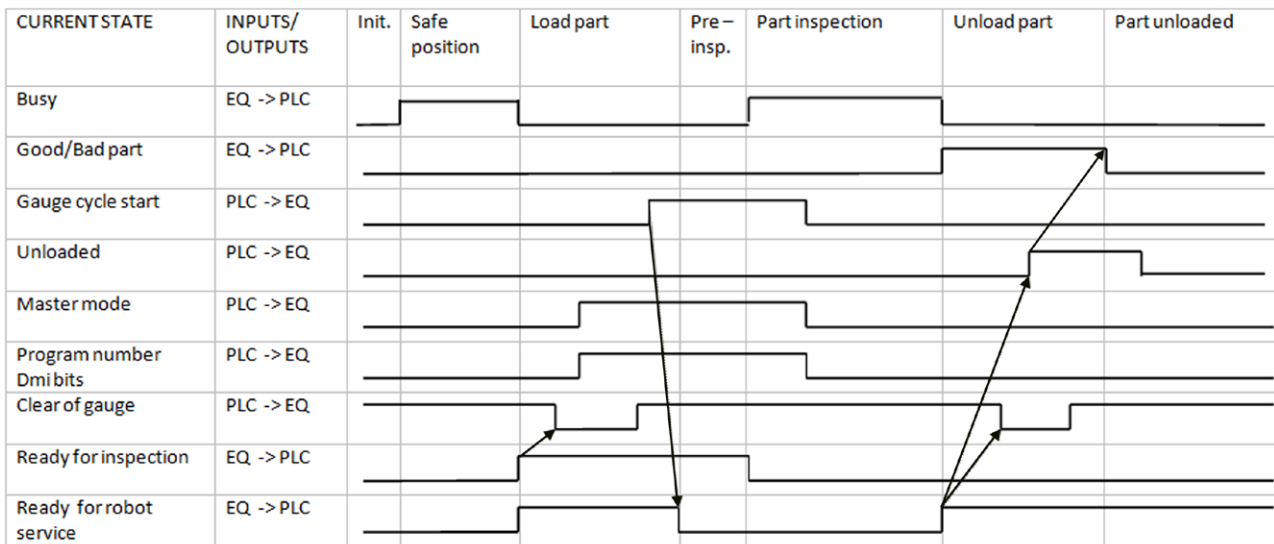 CURRENT STATE INPUTS/ Init. Safe Load part Pre – Part inspection Unload part Part unloaded
OUTPUTS position insp.
Busy EQ -> PLC
Good/Bad part EQ -> PLC
Gauge cycle start PLC -> EQ
Unloaded PLC -> EQ
Master mode PLC -> EQ
Program number PLC -> EQ
Dmi bits
Clear of gauge PLC -> EQ
Ready for inspection EQ -> PLC
Ready for robot EQ -> PLC
service